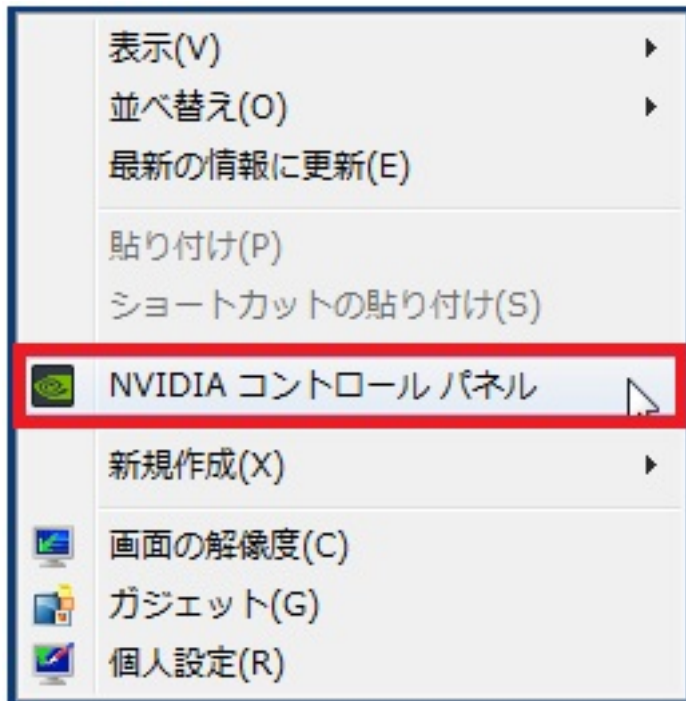 表示(V)
並べ替え(O)
最新の情報に更新(E)
貼り付け(P)
ショートカットの貼り付け(S)
NVIDIA コントロール パネル
新規作成(X)
画面の解像度(C)
ガジェット(G)
個人設定(R)